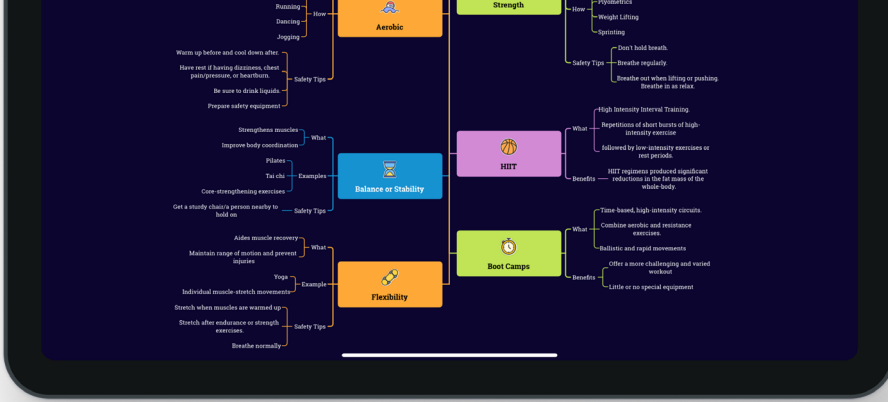 Running
Dancing
Jogging
How
Aerobic
Warm up before and cool down after.
Have rest if having dizziness, chest
pain/pressure, or heartburn.
Be sure to drink liquids.
Prepare safety equipment
Safety Tips
Strengthens muscles
Improve body coordination
What
Pilates
Tai chi
Core-strengthening exercises
Examples
Get a sturdy chair/a person nearby to
hold on
Safety Tips
Balance or Stability
Aides muscle recovery
Maintain range of motion and prevent
injuries
What
Yoga
Individual muscle-stretch movements
Example
Stretch when muscles are warmed up
Stretch after endurance or strength
exercises.
Breathe normally
Safety Tips
Flexibility
Strength
How
Plyometrics
Weight Lifting
Sprinting
Safety Tips
Don't hold breath.
Breathe regularly.
Breathe out when lifting or pushing.
Breathe in as relax.
HIIT
What
High Intensity Interval Training.
Repetitions of short bursts of high-
intensity exercise
followed by low-intensity exercises or
rest periods.
Benefits
HIIT regimens produced significant
reductions in the fat mass of the
whole-body.
Boot Camps
What
Time-based, high-intensity circuits.
Combine aerobic and resistance
exercises.
Ballistic and rapid movements
Benefits
Offer a more challenging and varied
workout
Little or no special equipment